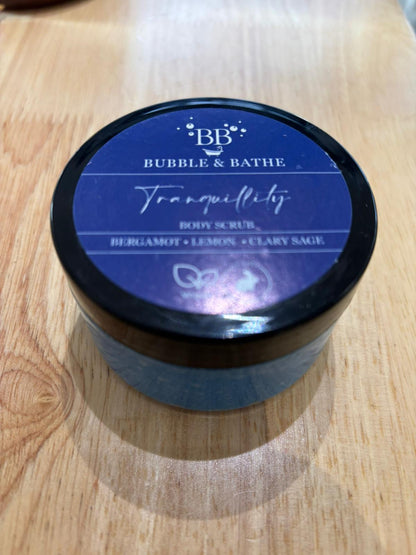 BB
BUBBLE & BATHE
Tranquillity
BODY SCRUB
BERGAMOT • LEMON • CLARY SAGE